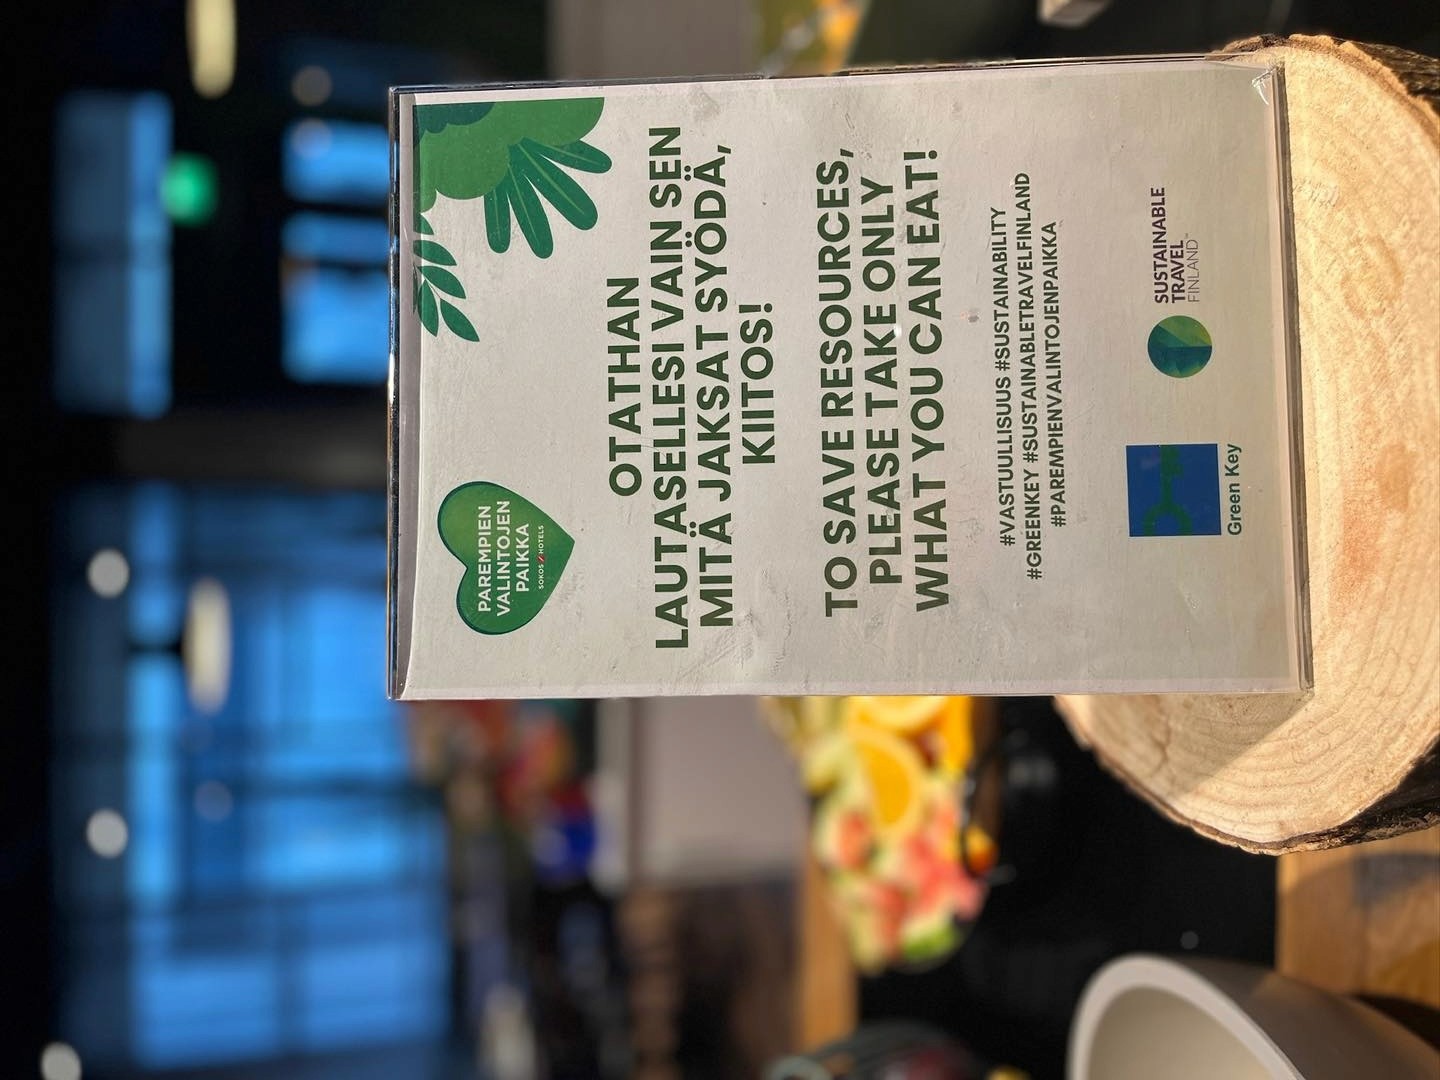 PAREMPIEN
VALINTOJEN
PAIKKA
SOKOS HOTELS
OTATHAN
LAUTASELLESI VAIN SEN
MITÄ JAKSAT SYÖDÄ,
KIITOS!
TO SAVE RESOURCES,
PLEASE TAKE ONLY
WHAT YOU CAN EAT!
#VASTUULLISUUS #SUSTAINABILITY
#GREENKEY #SUSTAINABLETRAVELFINLAND
#PAREMPIENVALINTOJENPAIKKA
Green Key
SUSTAINABLE
TRAVEL
FINLAND™